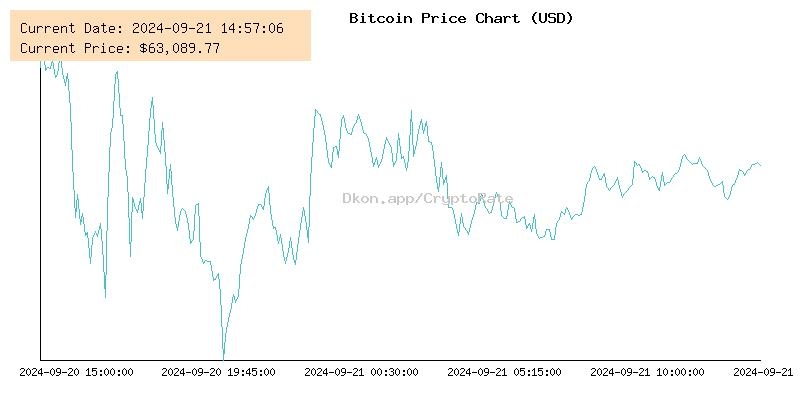 Bitcoin Price Chart (USD)
Current Date: 2024-09-21 14:57:06
Current Price: $63,089.77
Dkon.app/CryptoRate
2024-09-20 15:00:00 2024-09-20 19:45:00 2024-09-21 00:30:00 2024-09-21 05:15:00 2024-09-21 10:00:00 2024-09-21